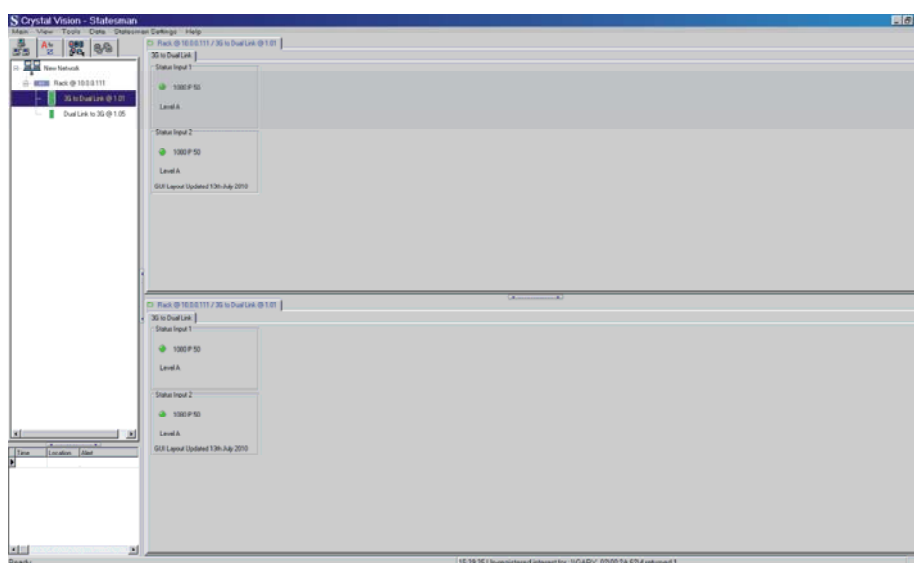 Crystal Vision - Statesman
Main View Tools Data Statesman Settings Help
New Network
Rack @ 10.0.0.111
3G to Dual Link @ 1.01
Dual Link to 3G @ 1.05
Time Location Alert
Rack @ 10.0.0.111 / 3G to Dual Link @ 1.01
3G to Dual Link
Status Input 1
1080 P 50
Level A
Status Input 2
1080 P 50
Level A
GUI Layout Updated 13th July 2010
Rack @ 10.0.0.111 / 3G to Dual Link @ 1.01
3G to Dual Link
Status Input 1
1080 P 50
Level A
Status Input 2
1080 P 50
Level A
GUI Layout Updated 13th July 2010
Ready